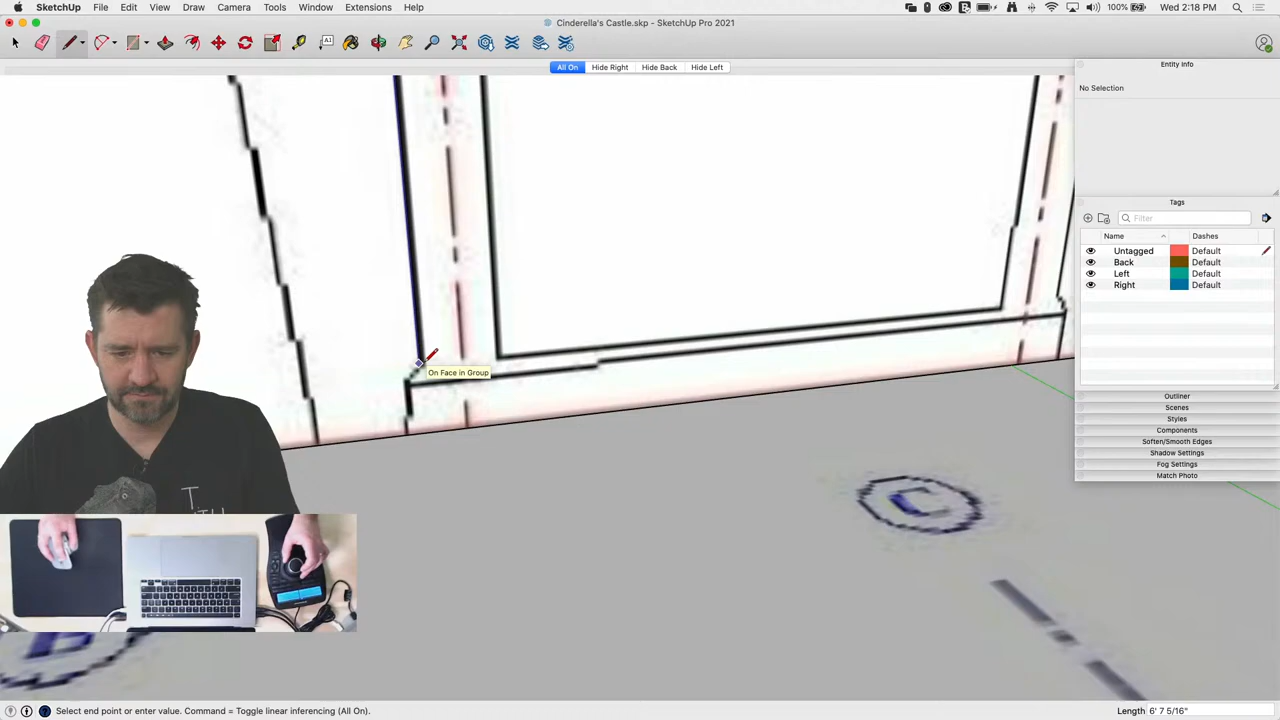 SketchUp File Edit View Draw Camera Tools Window Extensions Help
100% Wed 2:18 PM
Cinderella's Castle.skp - SketchUp Pro 2021
A1
All On Hide Right Hide Back Hide Left
Entity Info
No Selection
Tags
Filter
Name Dashes
Untagged Default
Back Default
Left Default
Right Default
Outliner
Scenes
Styles
Components
Soften/Smooth Edges
Shadow Settings
Fog Settings
Match Photo
On Face in Group
C
B
Select end point or enter value. Command = Toggle linear inferencing (All On).
Length 6' 7 5/16"